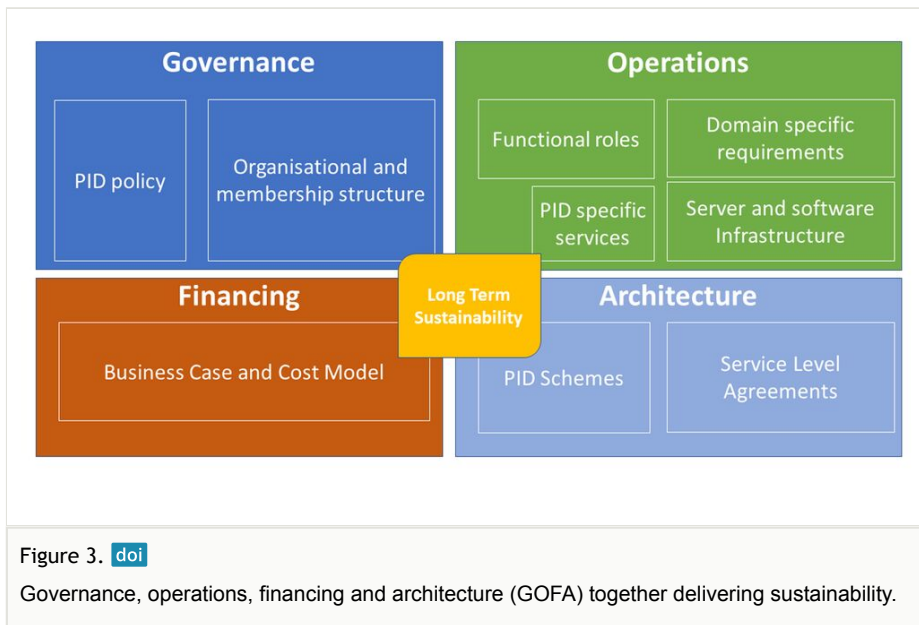 Governance
PID policy
Organisational and
membership structure
Operations
Functional roles
Domain specific
requirements
PID specific
services
Server and software
Infrastructure
Financing
Business Case and Cost Model
Long Term
Sustainability
Architecture
PID Schemes
Service Level
Agreements
Figure 3. doi
Governance, operations, financing and architecture (GOFA) together delivering sustainability.